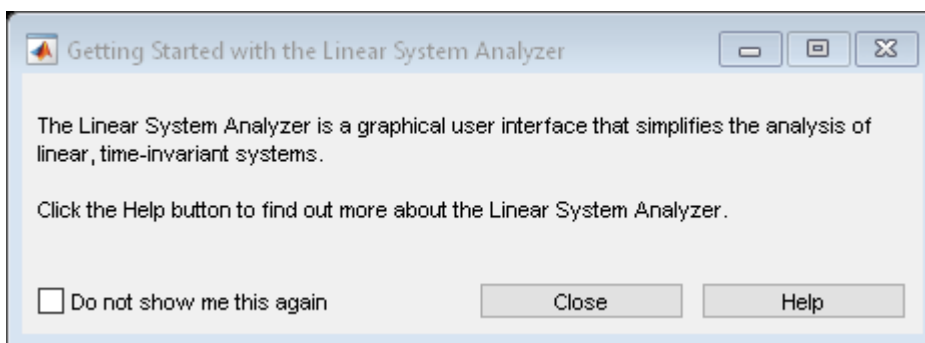 Getting Started with the Linear System Analyzer
The Linear System Analyzer is a graphical user interface that simplifies the analysis of
linear, time-invariant systems.
Click the Help button to find out more about the Linear System Analyzer.
Do not show me this again
Close
Help